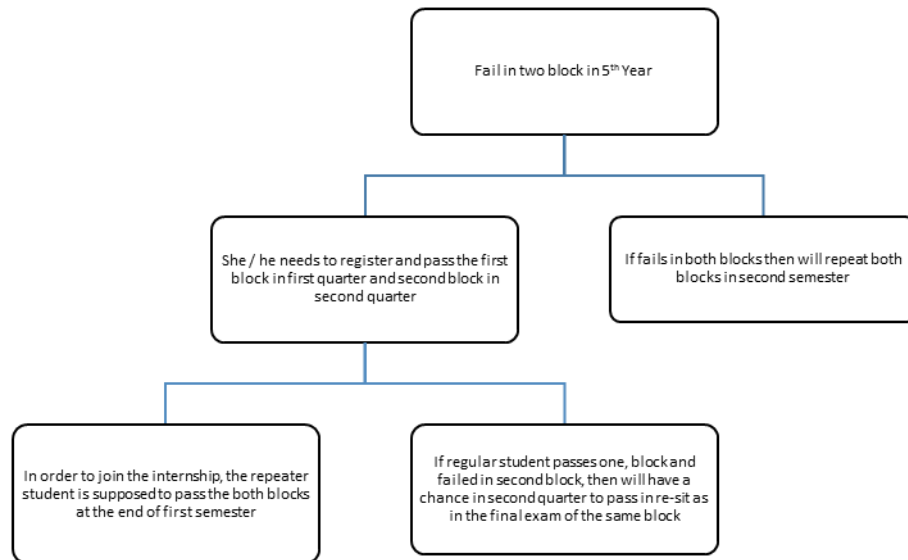 Fail in two block in 5th Year
She / he needs to register and pass the first
block in first quarter and second block in
second quarter
If fails in both blocks then will repeat both
blocks in second semester
In order to join the internship, the repeater
student is supposed to pass the both blocks
at the end of first semester
If regular student passes one, block and
failed in second block, then will have a
chance in second quarter to pass in re-sit as
in the final exam of the same block